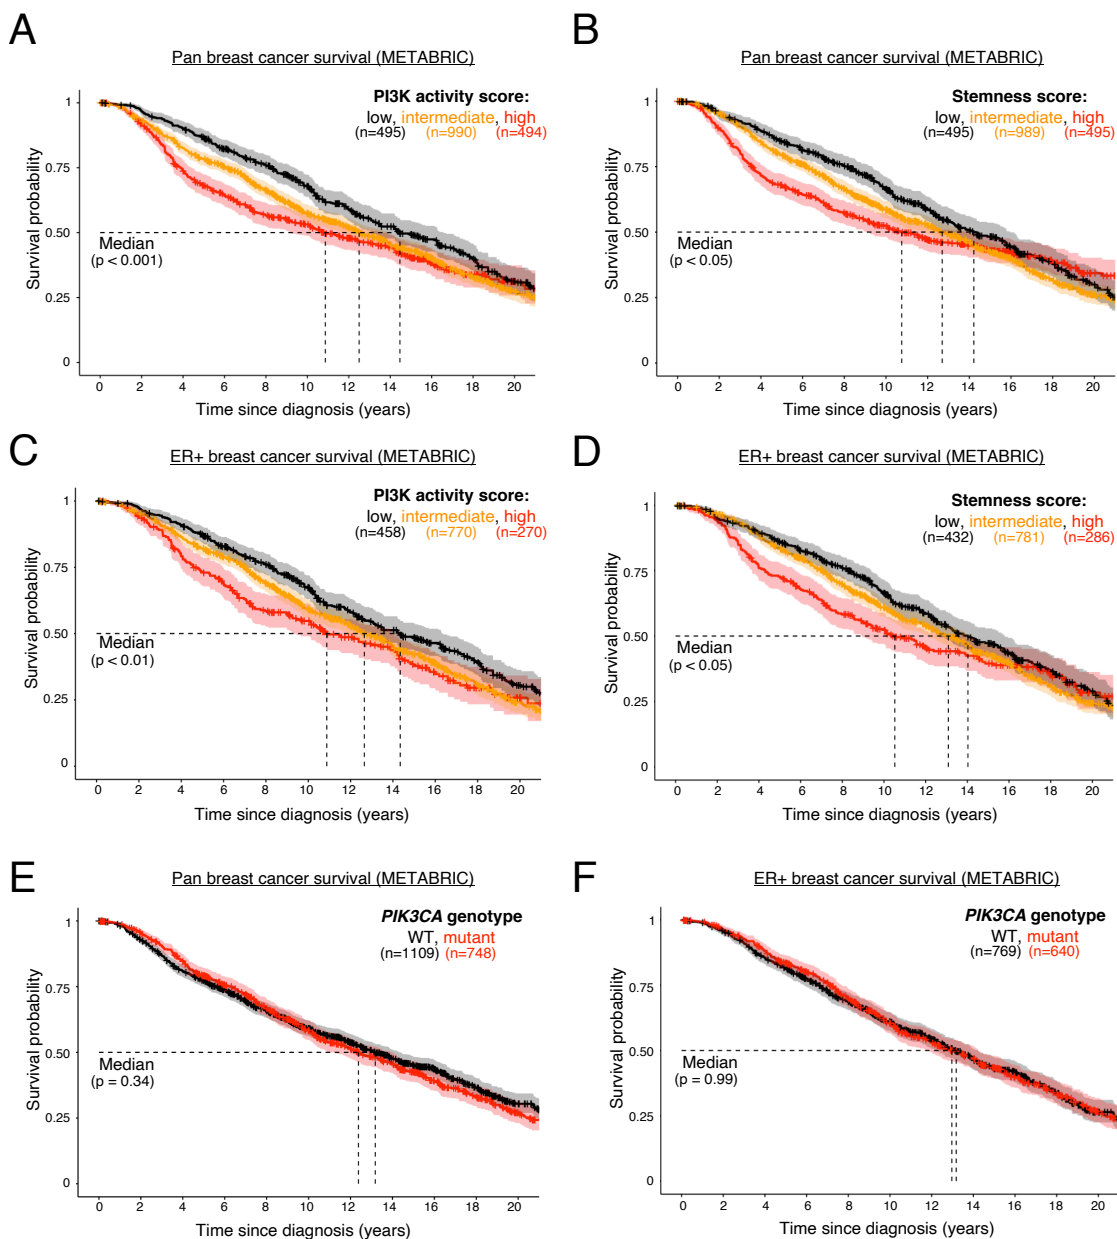 A
Pan breast cancer survival (METABRIC)
PI3K activity score:
low, intermediate, high
(n=495) (n=990) (n=494)
Survival probability
1
0.75
0.50
0.25
0
Median
(p < 0.001)
0 2 4 6 8 10 12 14 16 18 20
Time since diagnosis (years)
B
Pan breast cancer survival (METABRIC)
Stemness score:
low, intermediate, high
(n=495) (n=989) (n=495)
Survival probability
1
0.75
0.50
0.25
0
Median
(p < 0.05)
0 2 4 6 8 10 12 14 16 18 20
Time since diagnosis (years)
C
ER+ breast cancer survival (METABRIC)
PI3K activity score:
low, intermediate, high
(n=458) (n=770) (n=270)
Survival probability
1
0.75
0.50
0.25
0
Median
(p < 0.01)
0 2 4 6 8 10 12 14 16 18 20
Time since diagnosis (years)
D
ER+ breast cancer survival (METABRIC)
Stemness score:
low, intermediate, high
(n=432) (n=781) (n=286)
Survival probability
1
0.75
0.50
0.25
0
Median
(p < 0.05)
0 2 4 6 8 10 12 14 16 18 20
Time since diagnosis (years)
E
Pan breast cancer survival (METABRIC)
PIK3CA genotype
WT, mutant
(n=1109) (n=748)
Survival probability
1
0.75
0.50
0.25
0
Median
(p = 0.34)
0 2 4 6 8 10 12 14 16 18 20
Time since diagnosis (years)
F
ER+ breast cancer survival (METABRIC)
PIK3CA genotype
WT, mutant
(n=769) (n=640)
Survival probability
1
0.75
0.50
0.25
0
Median
(p = 0.99)
0 2 4 6 8 10 12 14 16 18 20
Time since diagnosis (years)